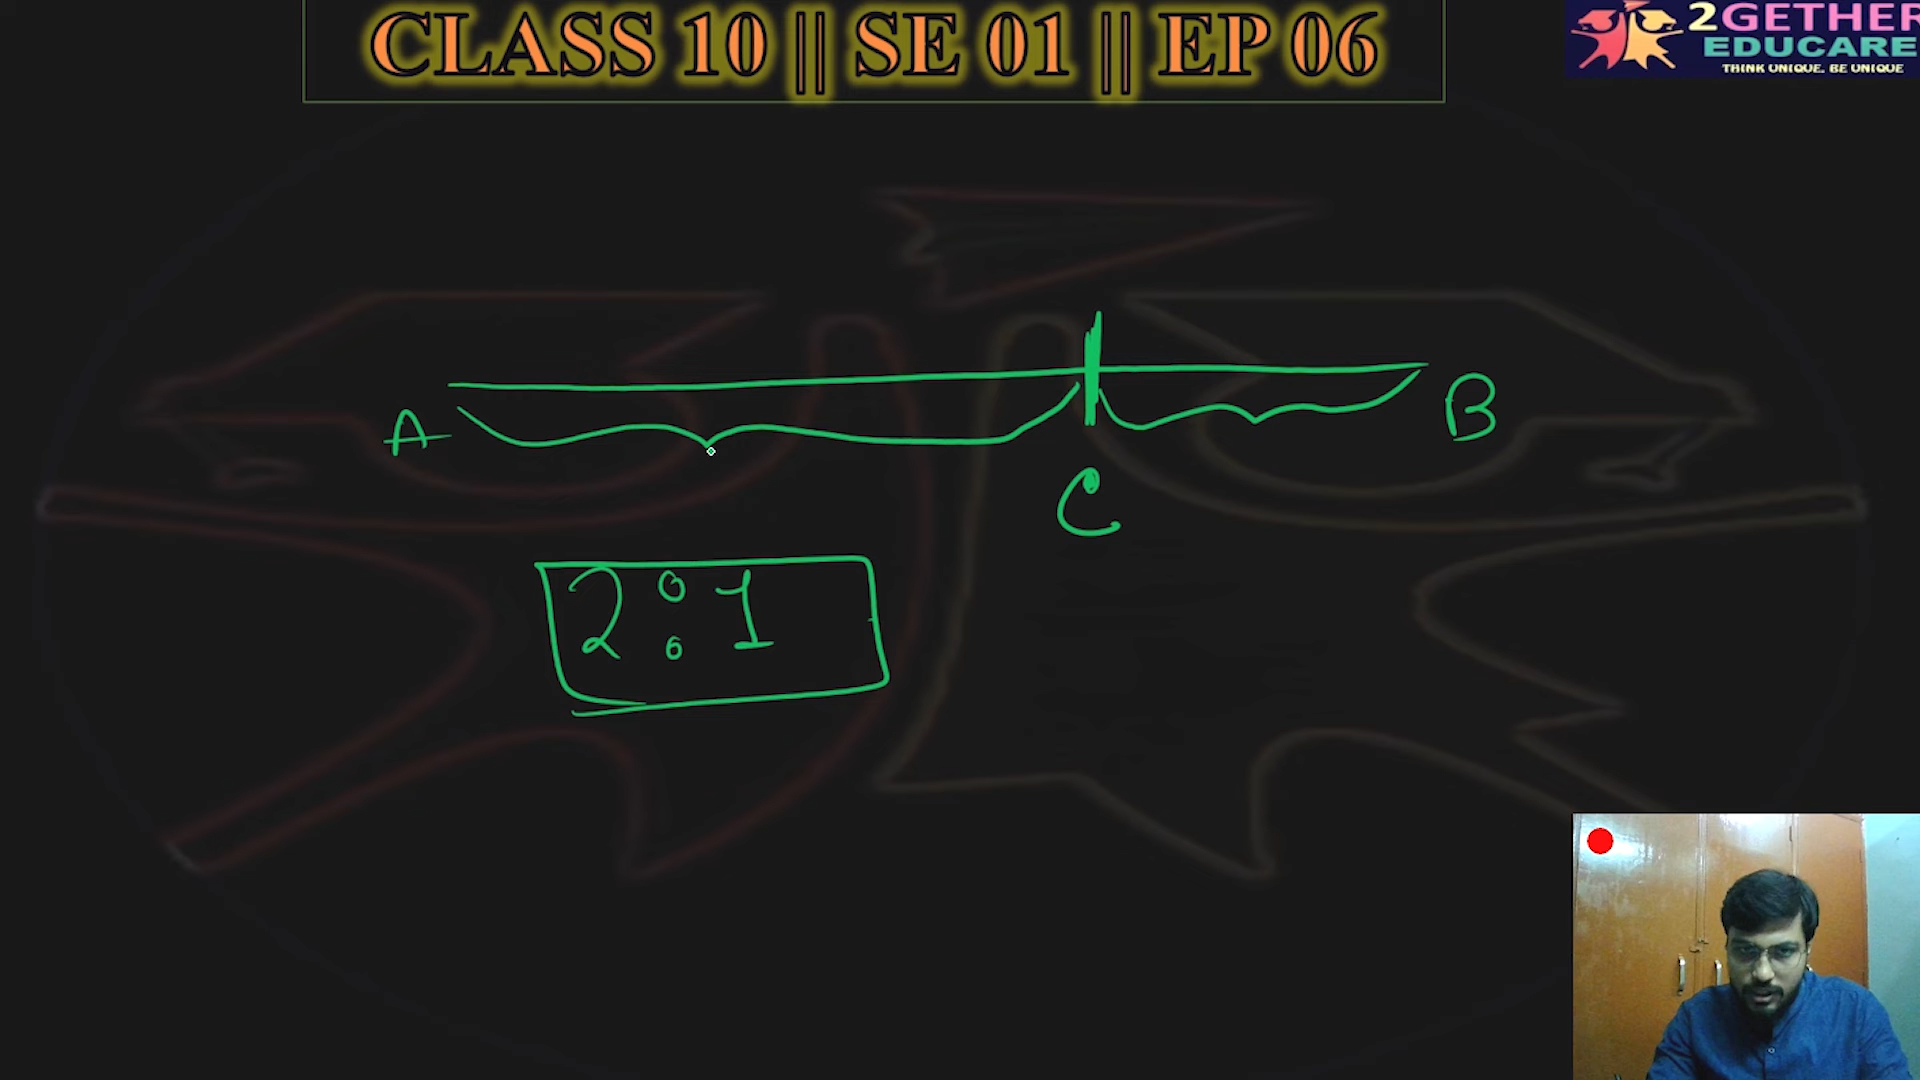 CLASS 10 || SE 01 || EP 06
2GETHER
EDUCARE
THINK UNIQUE. BE UNIQUE
A
B
C
2:1